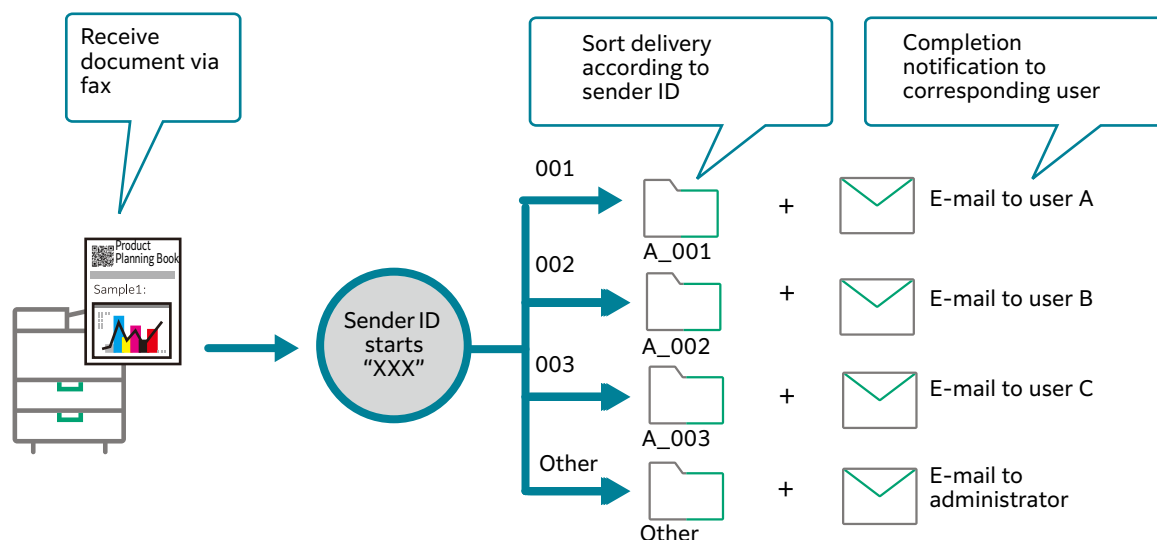 Receive
document via
fax
Sort delivery
according to
sender ID
Completion
notification to
corresponding user
Product
Planning Book
Sample1:
Sender ID
starts
“XXX”
001
A_001
+
E-mail to user A
002
A_002
+
E-mail to user B
003
A_003
+
E-mail to user C
Other
Other
+
E-mail to
administrator